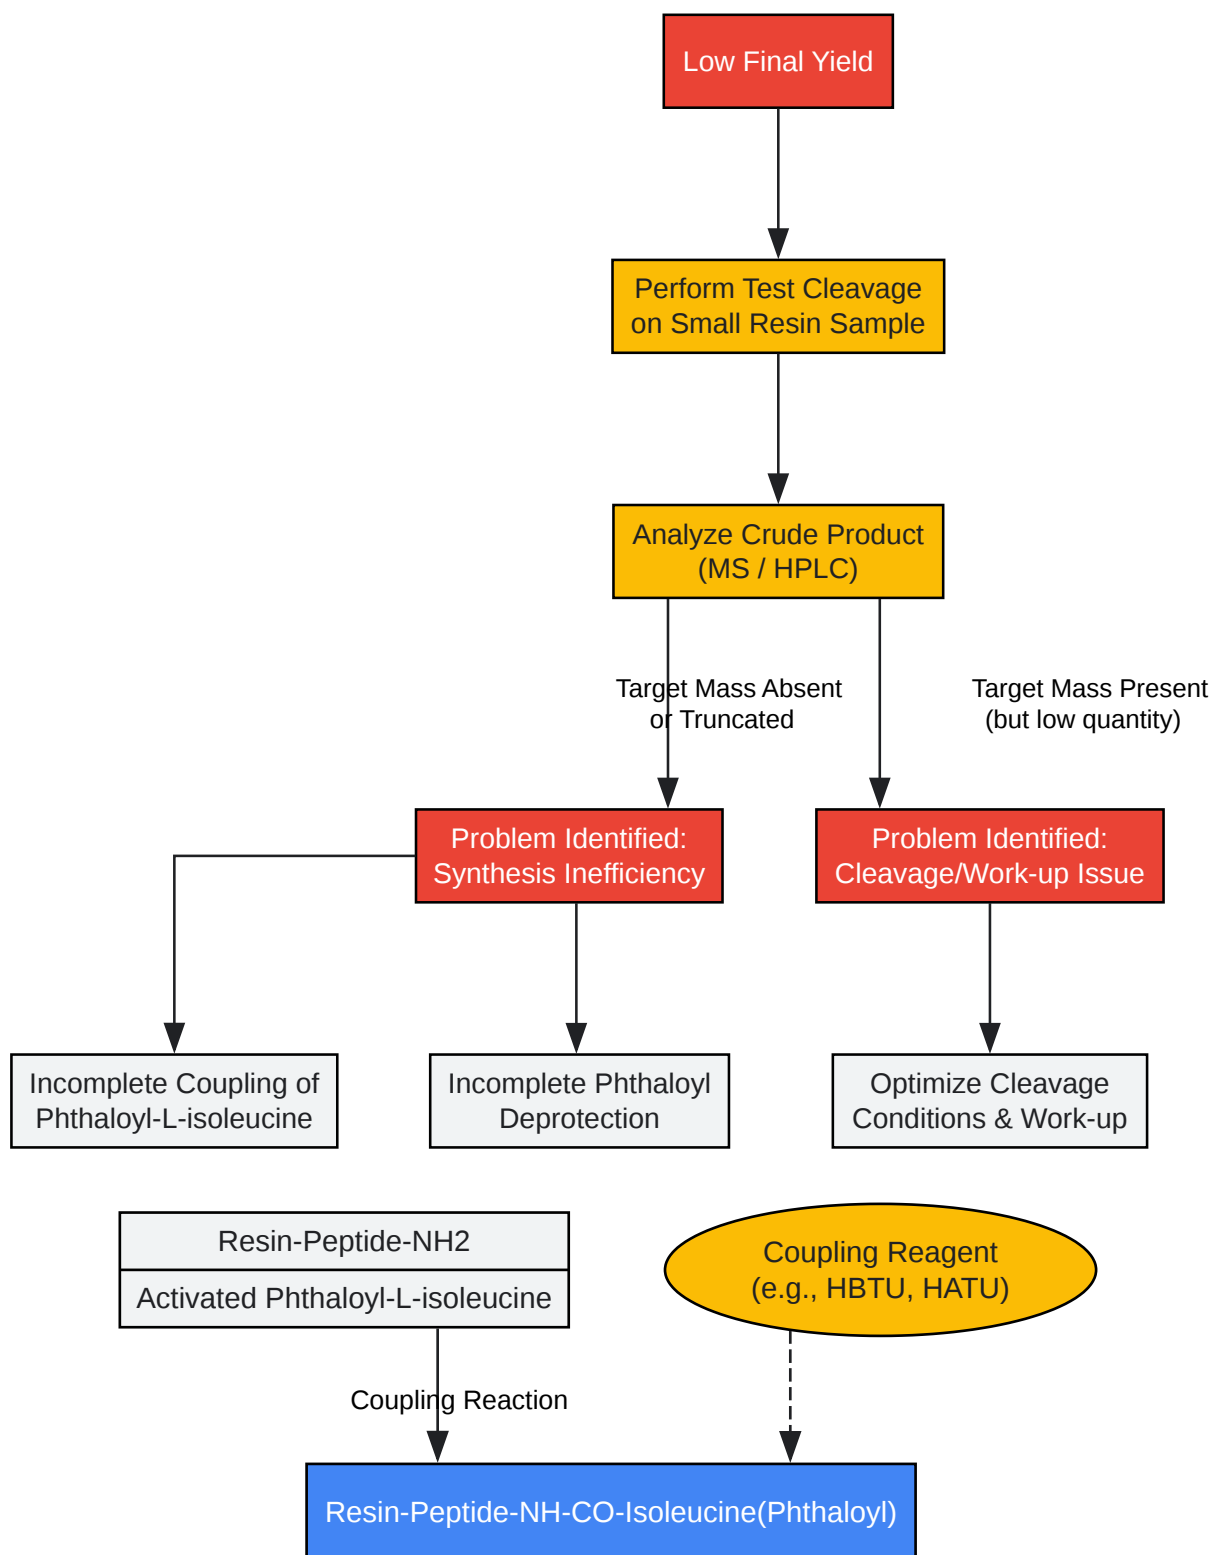 Low Final Yield
Perform Test Cleavage
on Small Resin Sample
Analyze Crude Product
(MS / HPLC)
Target Mass Absent
or Truncated
Target Mass Present
(but low quantity)
Problem Identified:
Synthesis Inefficiency
Problem Identified:
Cleavage/Work-up Issue
Incomplete Coupling of
Phthaloyl-L-isoleucine
Incomplete Phthaloyl
Deprotection
Optimize Cleavage
Conditions & Work-up
Resin-Peptide-NH2
Activated Phthaloyl-L-isoleucine
Coupling Reagent
(e.g., HBTU, HATU)
Coupling Reaction
Resin-Peptide-NH-CO-Isoleucine(Phthaloyl)